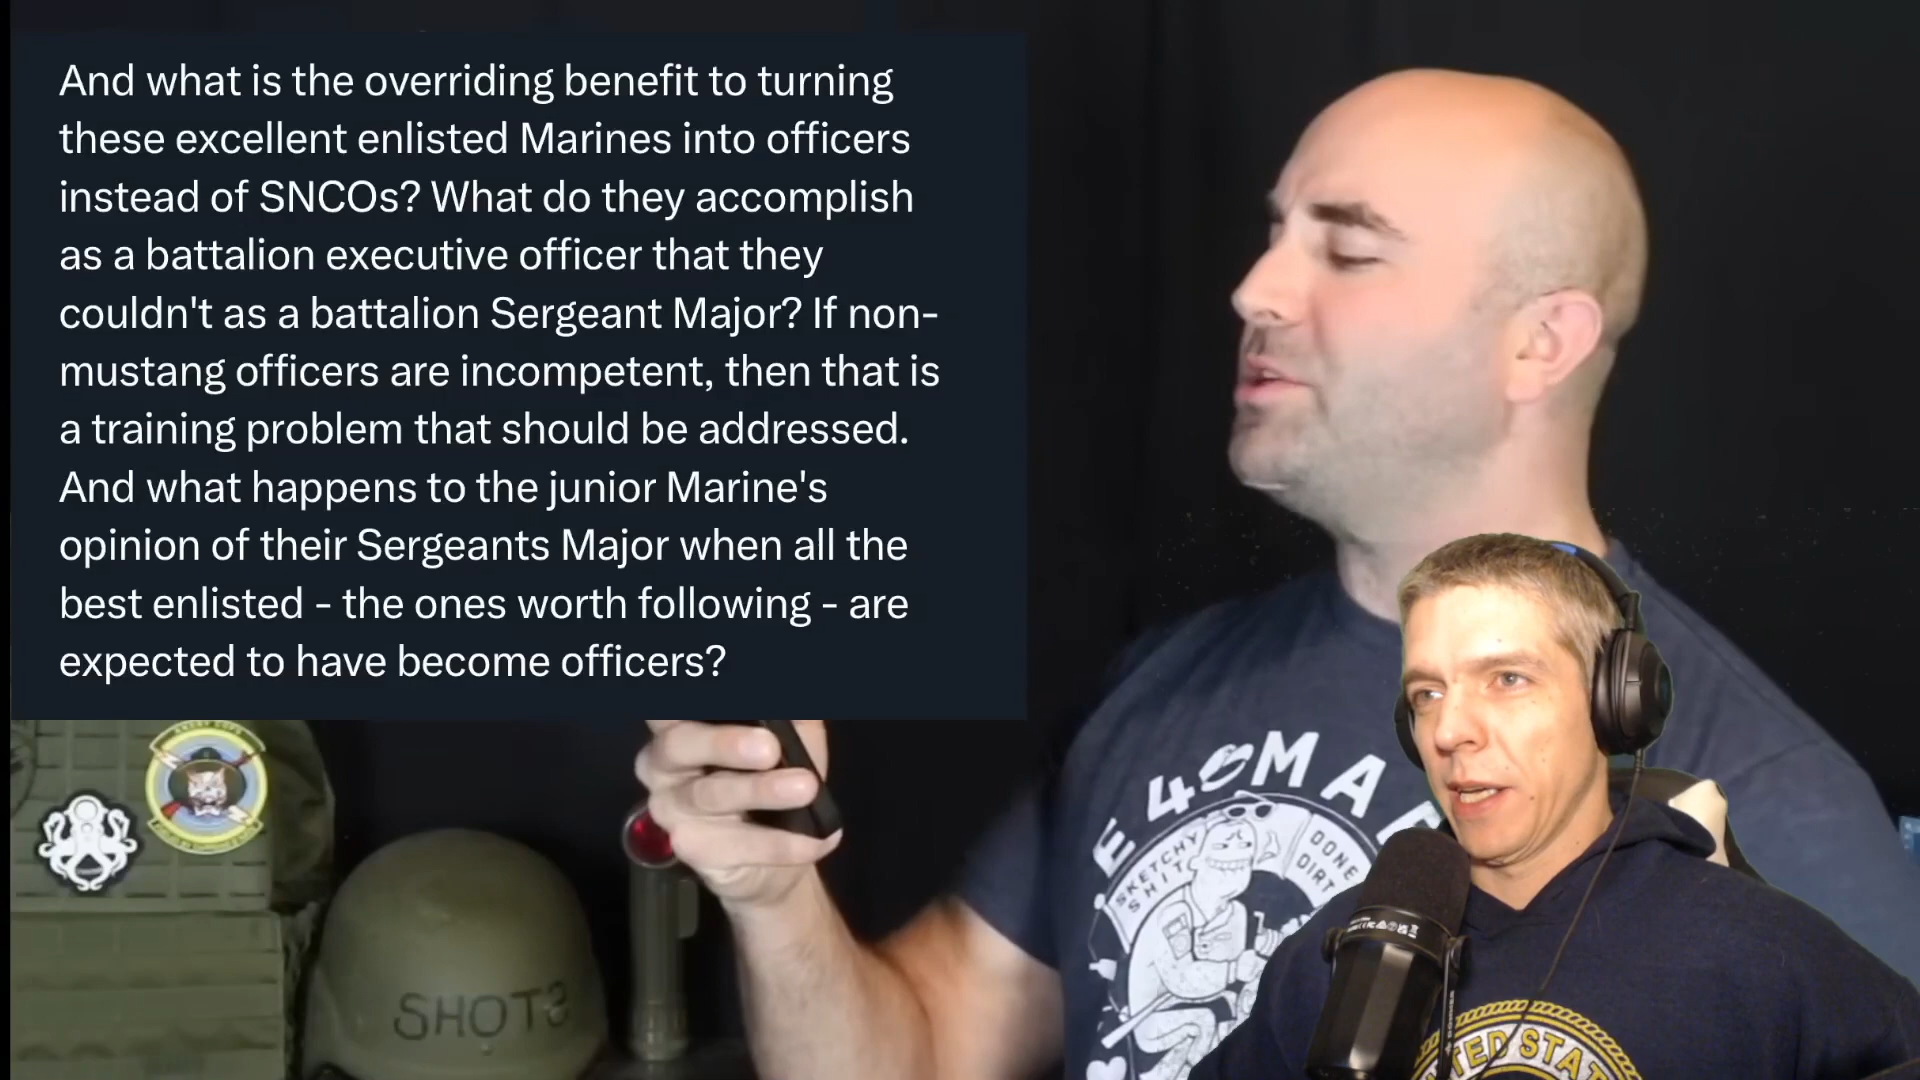 And what is the overriding benefit to turning
these excellent enlisted Marines into officers
instead of SNCOs? What do they accomplish
as a battalion executive officer that they
couldn't as a battalion Sergeant Major? If non-
mustang officers are incompetent, then that is
a training problem that should be addressed.
And what happens to the junior Marine's
opinion of their Sergeants Major when all the
best enlisted - the ones worth following - are
expected to have become officers?
E 4 MAF
SKETCHY
SHIT
DONE
DIRT
SHOTS